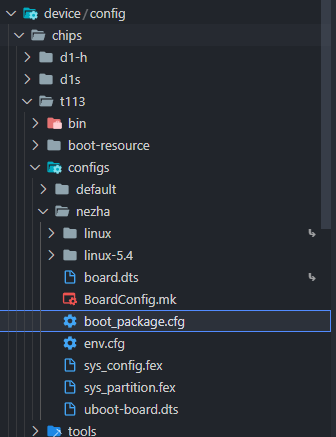 device / config
chips
d1-h
d1s
t113
bin
boot-resource
configs
default
nezha
linux
linux-5.4
board.dts
BoardConfig.mk
boot_package.cfg
env.cfg
sys_config.fex
sys_partition.fex
uboot-board.dts
tools